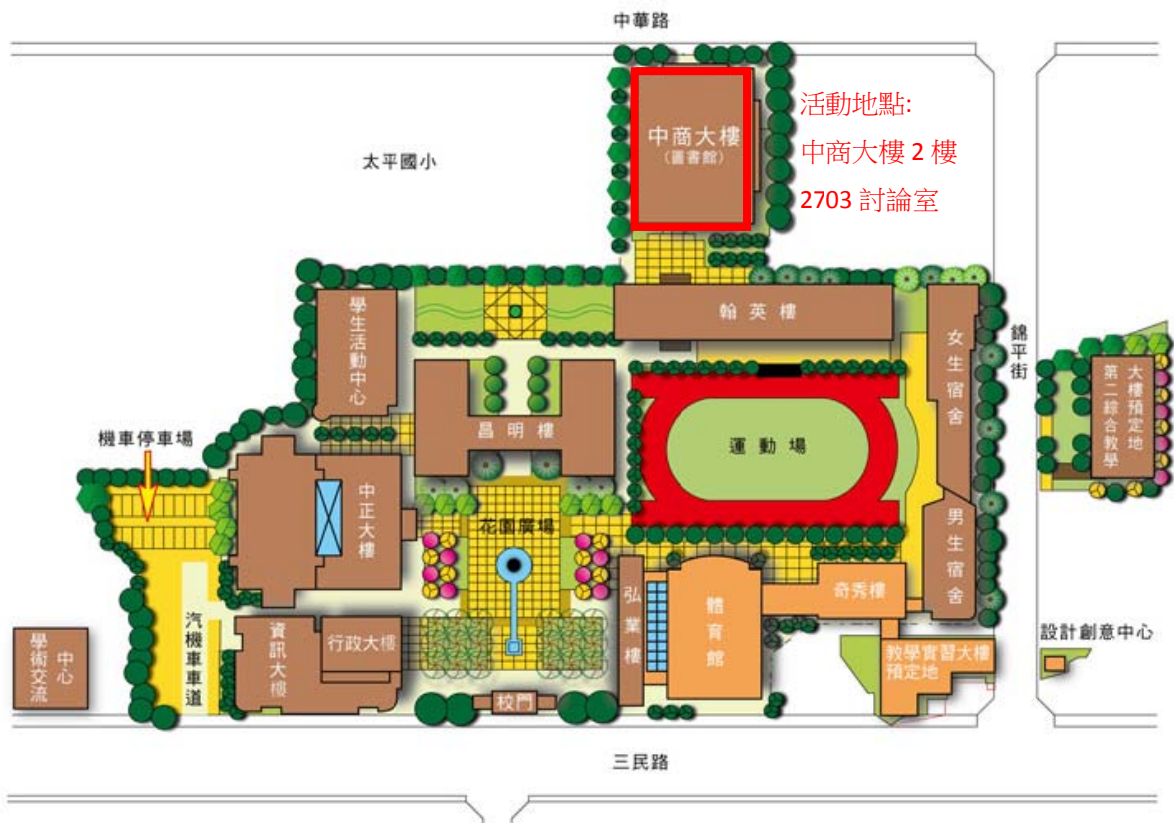 中華路
中商大樓
(圖書館)
活動地點:
中商大樓 2 樓
2703 討論室
太平國小
學生活動中心
翰英樓
女生宿舍
錦平街
第二綜合教學
大樓預定地
昌明樓
運動場
機車停車場
中正大樓
花園廣場
男生宿舍
弘業樓
體育館
奇秀樓
學術交流
中心
汽機車車道
資訊大樓
行政大樓
校門
教學實習大樓
預定地
設計創意中心
三民路